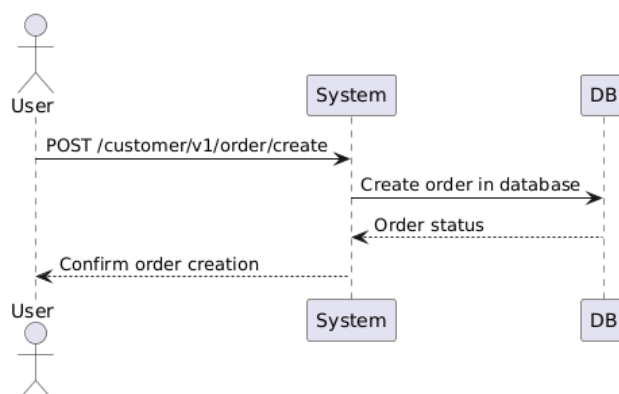 User
System
DB
POST /customer/v1/order/create
Create order in database
Order status
Confirm order creation
User
System
DB